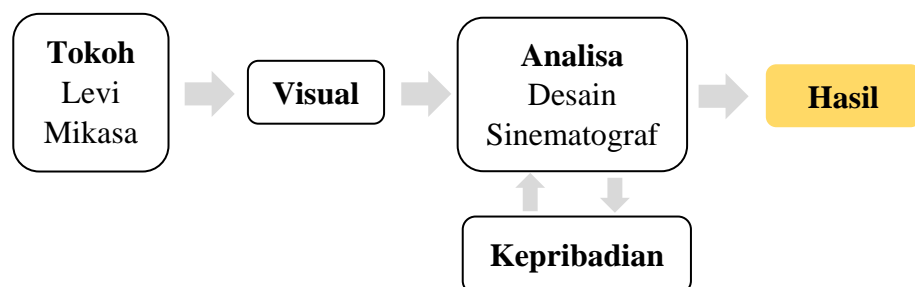 Tokoh
Levi
Mikasa
Visual
Analisa
Desain
Sinematograf
Hasil
Kepribadian